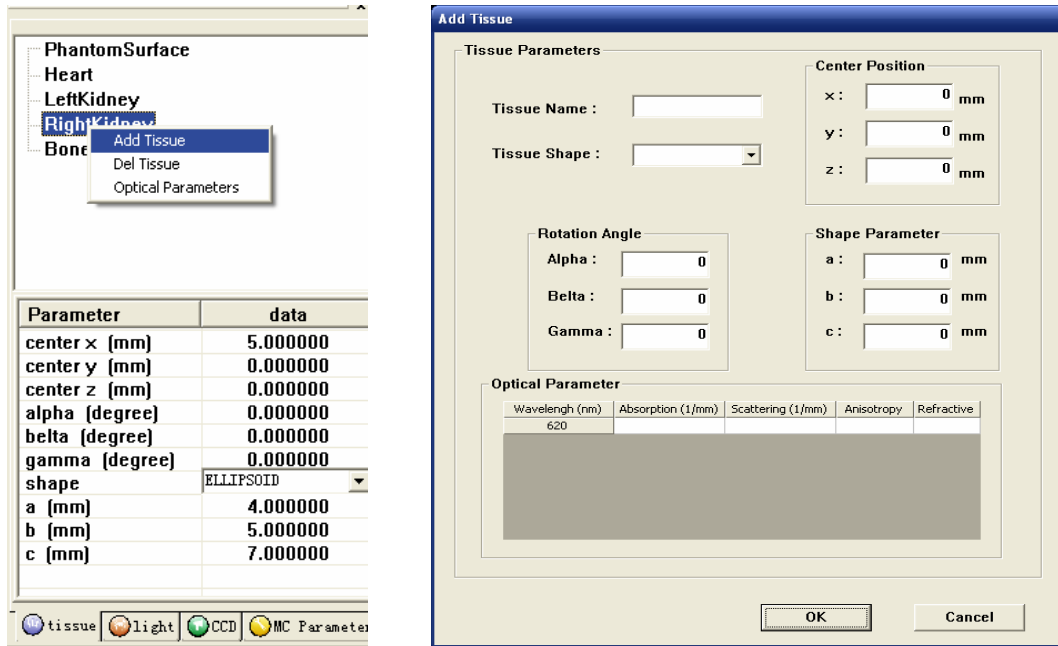 PhantomSurface
Heart
LeftKidney
RightKidney
Bone
Add Tissue
Del Tissue
Optical Parameters
Parameter data
center x (mm) 5.000000
center y (mm) 0.000000
center z (mm) 0.000000
alpha (degree) 0.000000
belta (degree) 0.000000
gamma (degree) 0.000000
shape ELLIPSOID
a (mm) 4.000000
b (mm) 5.000000
c (mm) 7.000000
tissue light CCD MC Parameter
Add Tissue
Tissue Parameters
Tissue Name :
Tissue Shape :
Center Position
x : 0 mm
y : 0 mm
z : 0 mm
Rotation Angle
Alpha : 0
Belta : 0
Gamma : 0
Shape Parameter
a : 0 mm
b : 0 mm
c : 0 mm
Optical Parameter
Wavelengh (nm) Absorption (1/mm) Scattering (1/mm) Anisotropy Refractive
620
OK Cancel